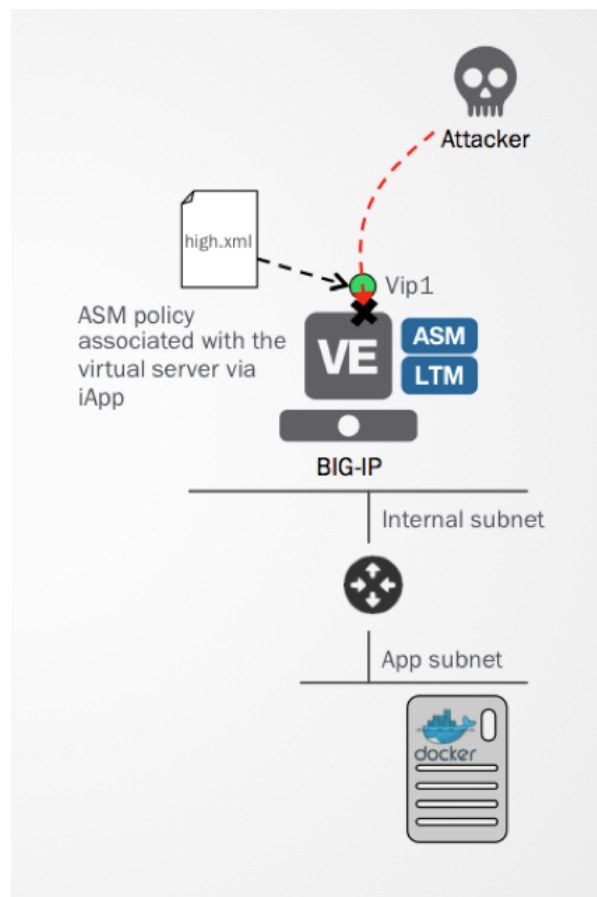 Attacker
high.xml
Vip1
ASM policy
associated with the
virtual server via
iApp
VE
ASM
LTM
BIG-IP
Internal subnet
App subnet
docker